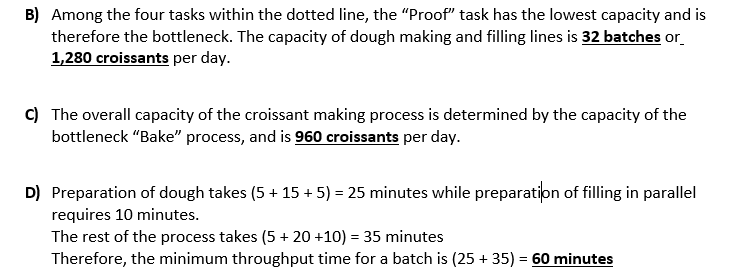 B) Among the four tasks within the dotted line, the “Proof” task has the lowest capacity and is
therefore the bottleneck. The capacity of dough making and filling lines is 32 batches or
1,280 croissants per day.
C) The overall capacity of the croissant making process is determined by the capacity of the
bottleneck “Bake” process, and is 960 croissants per day.
D) Preparation of dough takes (5 + 15 + 5) = 25 minutes while preparation of filling in parallel
requires 10 minutes.
The rest of the process takes (5 + 20 +10) = 35 minutes
Therefore, the minimum throughput time for a batch is (25 + 35) = 60 minutes